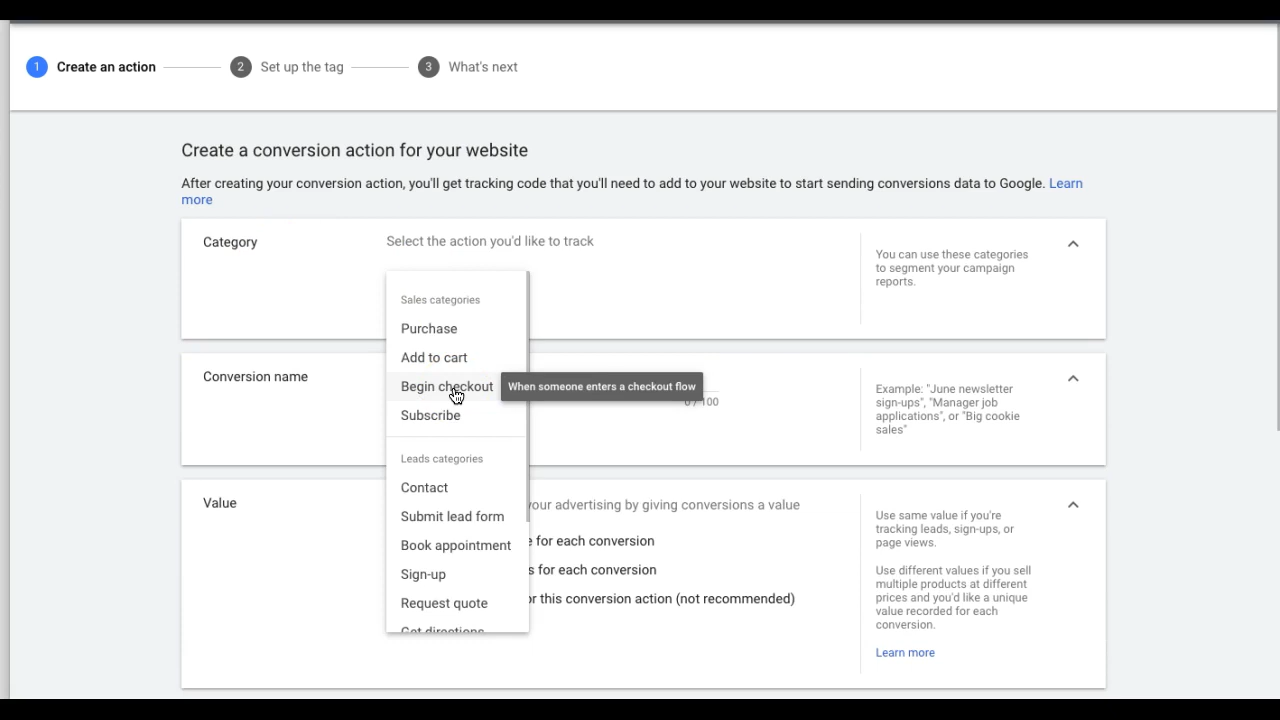 1 Create an action 2 Set up the tag 3 What's next
Create a conversion action for your website
After creating your conversion action, you'll get tracking code that you'll need to add to your website to start sending conversions data to Google. Learn
more
Category
Select the action you'd like to track
You can use these categories
to segment your campaign
reports.
Sales categories
Purchase
Add to cart
Begin checkout
When someone enters a checkout flow
Subscribe
Leads categories
Contact
Submit lead form
Book appointment
Sign-up
Request quote
Get directions
Conversion name
0 / 100
Example: "June newsletter
sign-ups", "Manager job
applications", or "Big cookie
sales"
Value
your advertising by giving conversions a value
for each conversion
for each conversion
this conversion action (not recommended)
Use same value if you're
tracking leads, sign-ups, or
page views.
Use different values if you sell
multiple products at different
prices and you'd like a unique
value recorded for each
conversion.
Learn more